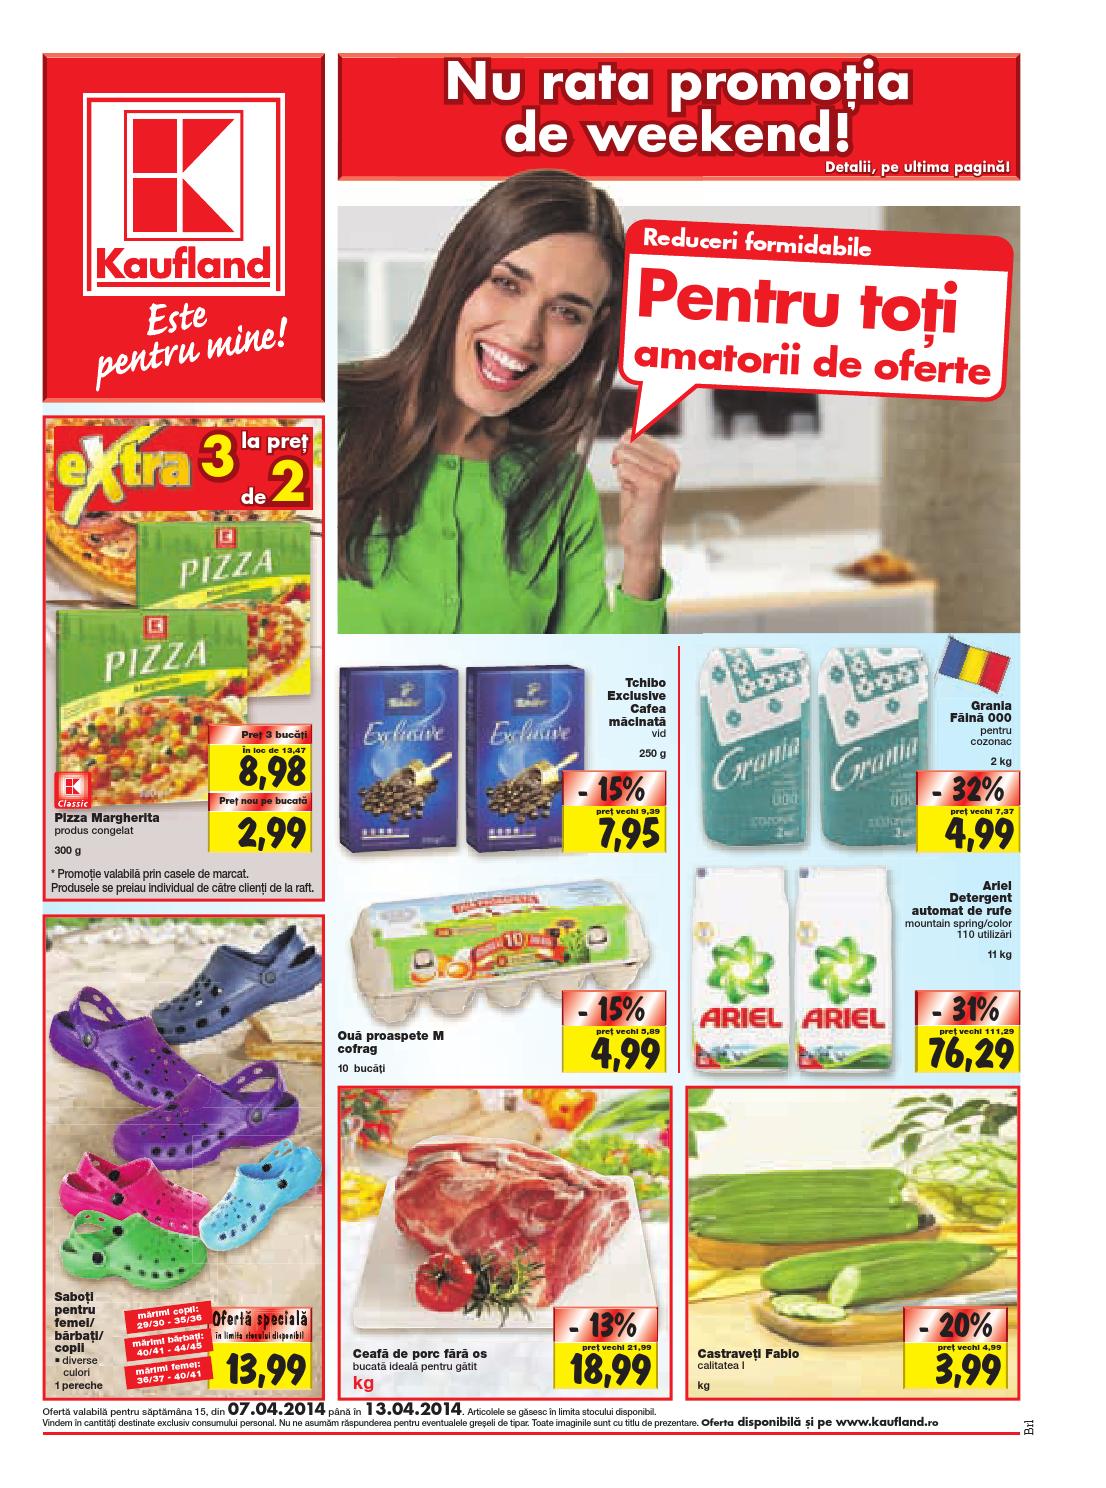 Kaufland
Este
pentru mine!
Nu rata promoția
de weekend!
Detalii, pe ultima pagină!
Reduceri formidabile
Pentru toți
amatorii de oferte
extra 3 la preț
de 2
PIZZA
PIZZA
Preț 3 bucăți
în loc de 13,47
8,98
Preț nou pe bucată
2,99
Classic
Pizza Margherita
produs congelat
300 g
* Promoție valabilă prin casele de marcat.
Produsele se preiau individual de către clienți de la raft.
Tchibo
Exclusive
Cafea
măcinată
vid
250 g
Exclusive
Exclusive
- 15%
preț vechi 9,39
7,95
Grania
Făină 000
pentru
cozonac
2 kg
Grania
000
Grania
- 32%
preț vechi 7,37
4,99
Ouă proaspete M
cofrag
10 bucăți
10
- 15%
preț vechi 5,89
4,99
Ariel
Detergent
automat de rufe
mountain spring/color
110 utilizări
11 kg
ARIEL
ARIEL
- 31%
preț vechi 111,29
76,29
Saboți
pentru
femei/
bărbați/
copii
▪ diverse
culori
1 pereche
mărimi copii:
29/30 - 35/36
mărimi bărbați:
40/41 - 44/45
mărimi femei:
36/37 - 40/41
Ofertă specială
în limita stocului disponibil
13,99
Ceafă de porc fără os
bucată ideală pentru gătit
kg
- 13%
preț vechi 21,99
18,99
Castraveți Fabio
calitatea I
kg
- 20%
preț vechi 4,99
3,99
Ofertă valabilă pentru săptămâna 15, din 07.04.2014 până în 13.04.2014. Articolele se găsesc în limita stocului disponibil.
Vindem în cantități destinate exclusiv consumului personal. Nu ne asumăm răspunderea pentru eventualele greșeli de tipar. Toate imaginile sunt cu titlu de prezentare. Oferta disponibilă și pe www.kaufland.ro
Brl